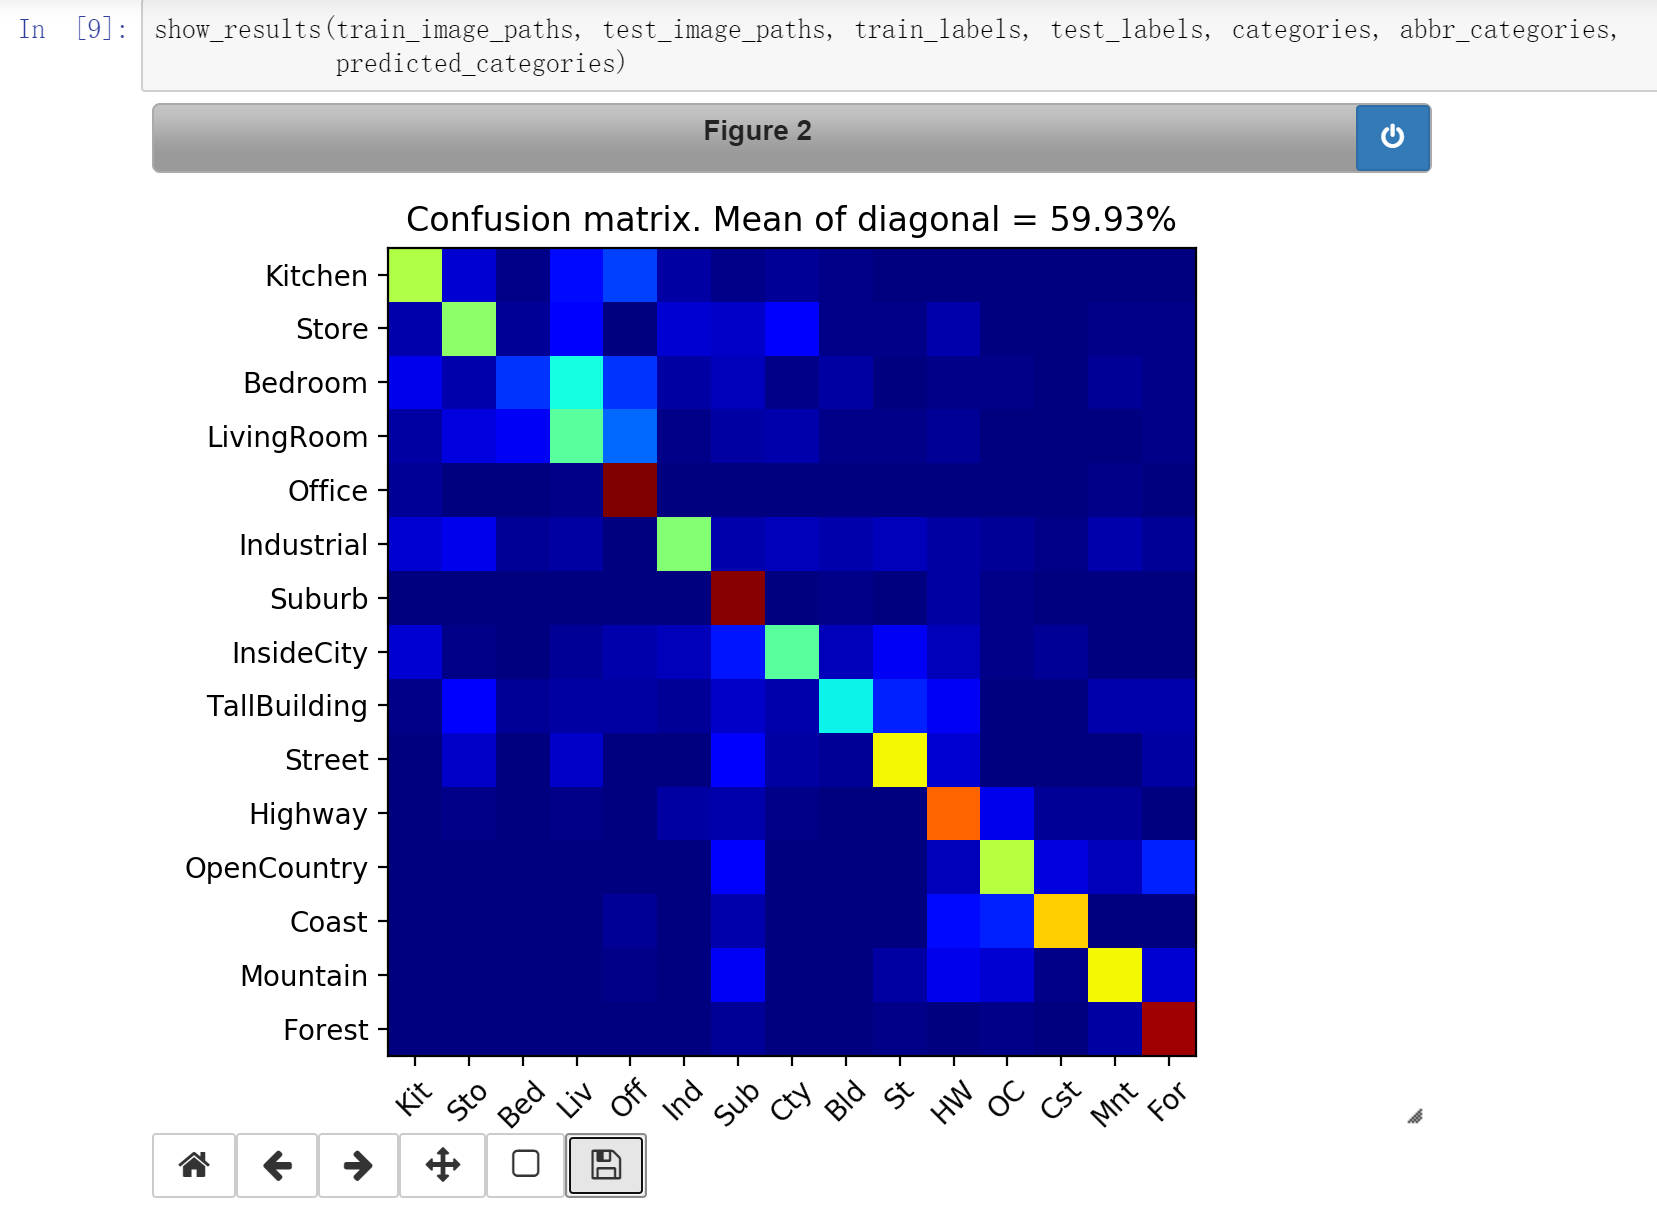 In [9]: show_results(train_image_paths, test_image_paths, train_labels, test_labels, categories, abbr_categories,
predicted_categories)
Figure 2
Confusion matrix. Mean of diagonal = 59.93%
Kitchen
Store
Bedroom
LivingRoom
Office
Industrial
Suburb
InsideCity
TallBuilding
Street
Highway
OpenCountry
Coast
Mountain
Forest
Kit Sto Bed Liv Off Ind Sub Cty Bld St HW OC Cst Mnt For